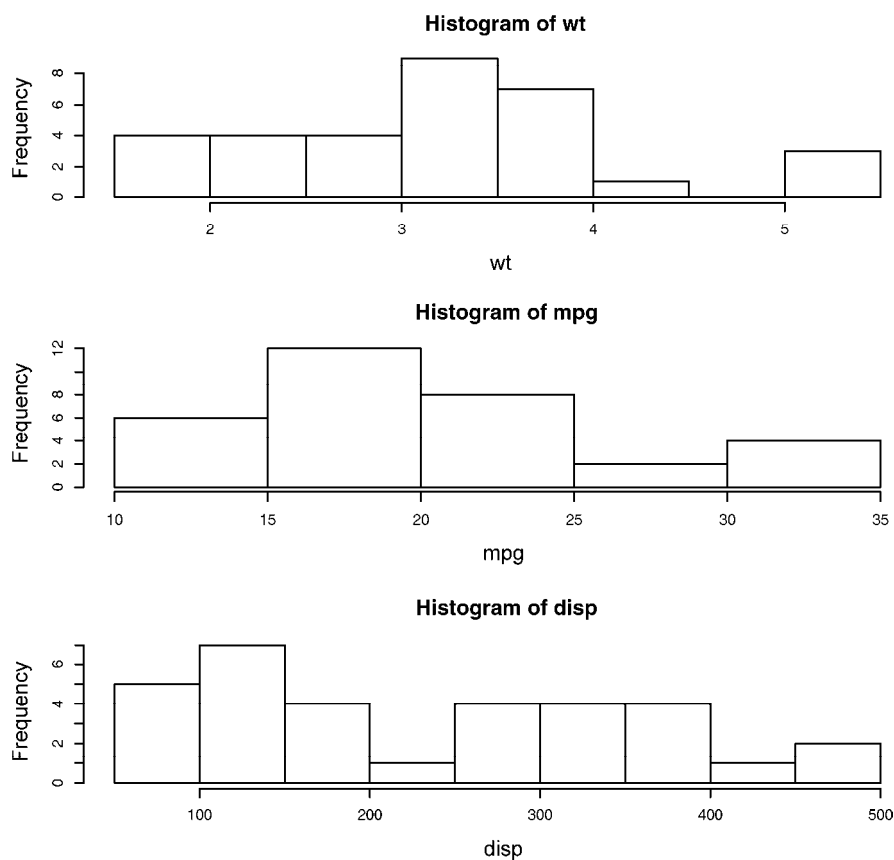 Histogram of wt
Frequency
0 2 4 6 8
2 3 4 5
wt
Histogram of mpg
Frequency
0 2 4 6 8 12
10 15 20 25 30 35
mpg
Histogram of disp
Frequency
0 2 4 6
100 200 300 400 500
disp